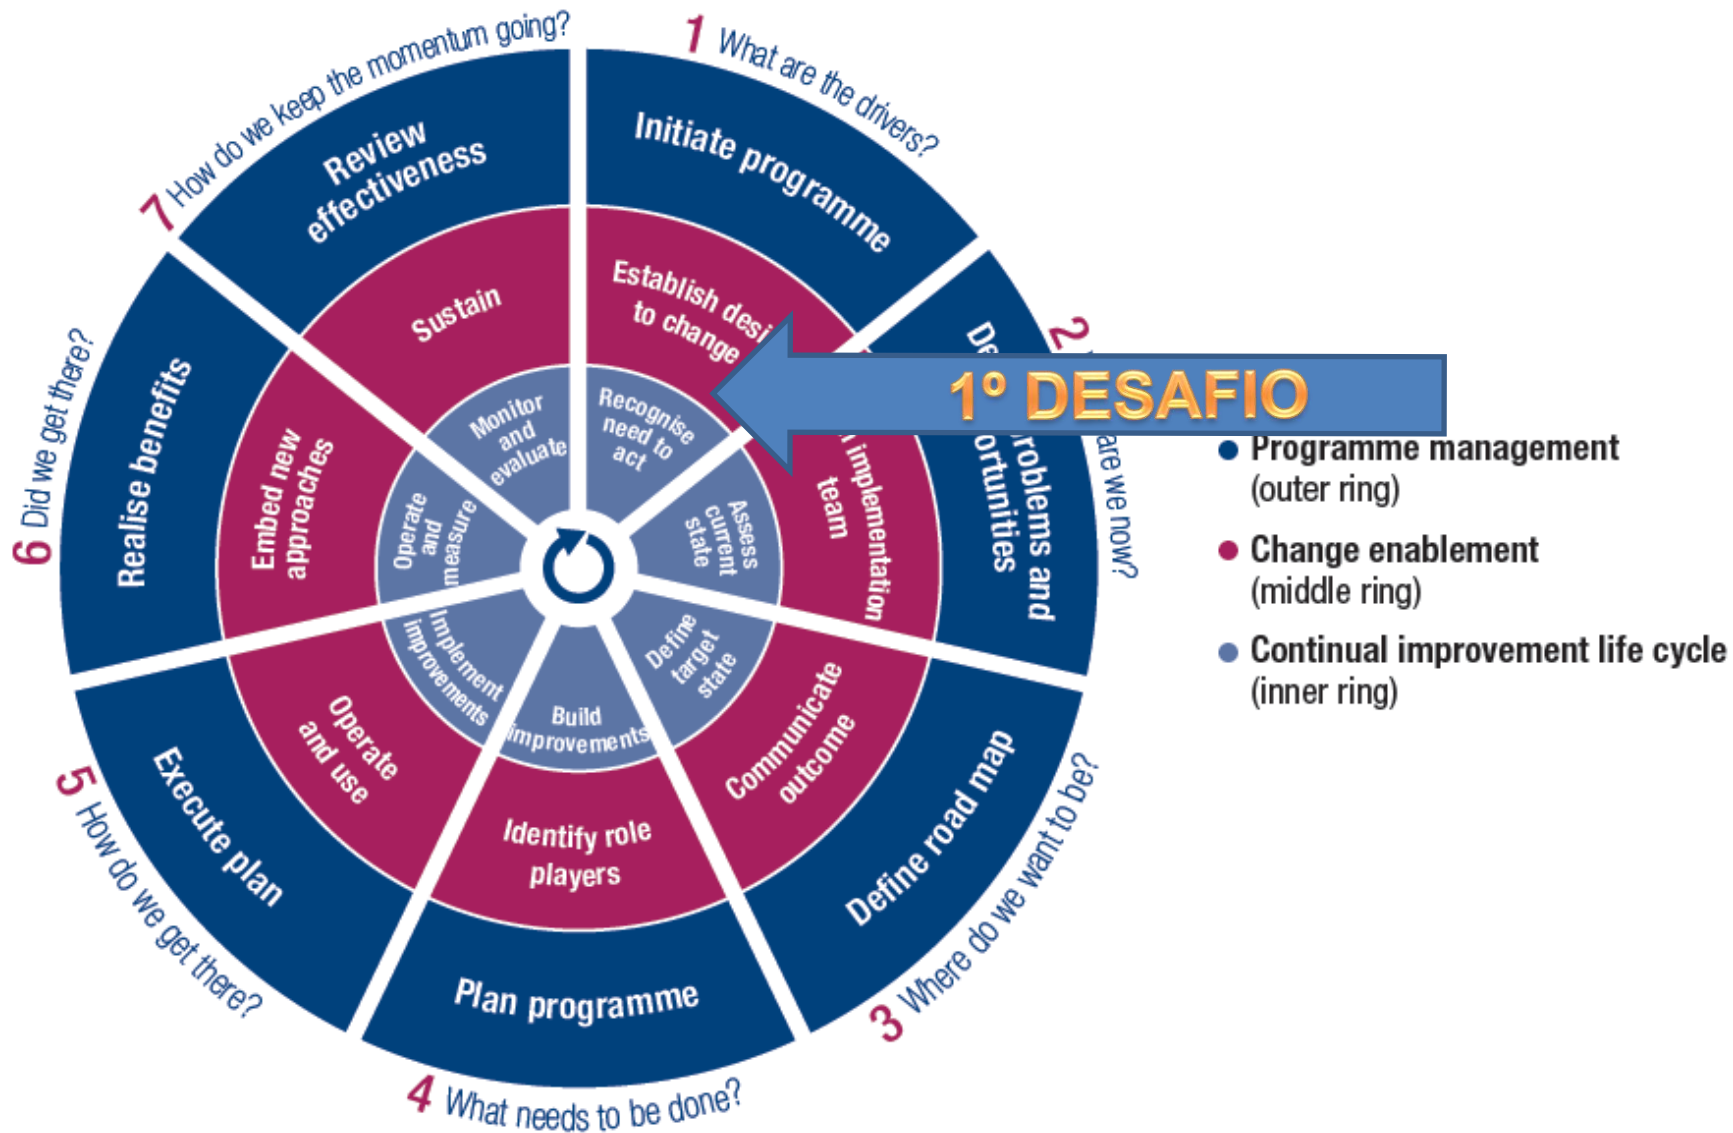 1 What are the drivers?
Initiate programme
Establish
to change
Recognise
need to
act
2
are we now?
problems and
implementation
team
Assess
current
state
3 Where do we want to be?
Define road map
Communicate
outcome
Define
target
state
4 What needs to be done?
Plan programme
Identify role
players
Build
improvements
5 How do we get there?
Execute plan
Operate
and use
Implement
improvements
6 Did we get there?
Realise benefits
Embed new
approaches
Operate
and
measure
7 How do we keep the momentum going?
Review
effectiveness
Sustain
Monitor
and
evaluate
1º DESAFIO
Programme management
(outer ring)
Change enablement
(middle ring)
Continual improvement life cycle
(inner ring)